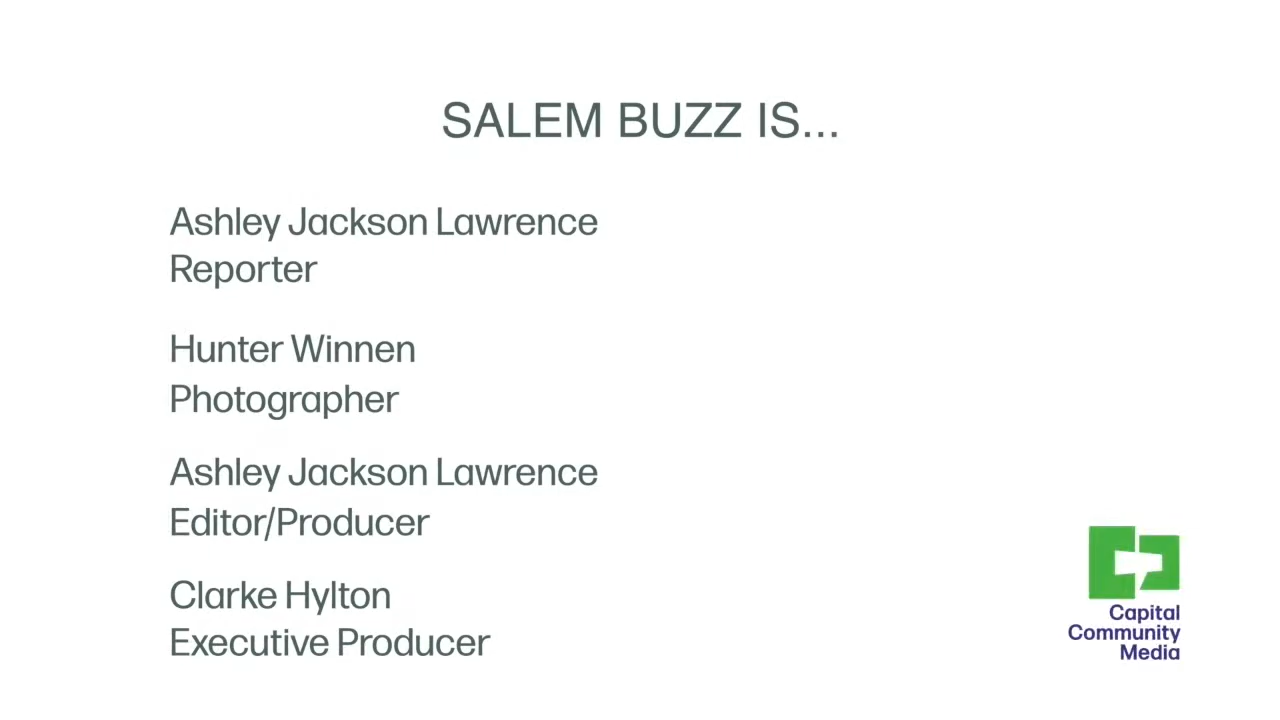 SALEM BUZZ IS...
Ashley Jackson Lawrence
Reporter
Hunter Winnen
Photographer
Ashley Jackson Lawrence
Editor/Producer
Clarke Hylton
Executive Producer
Capital
Community
Media